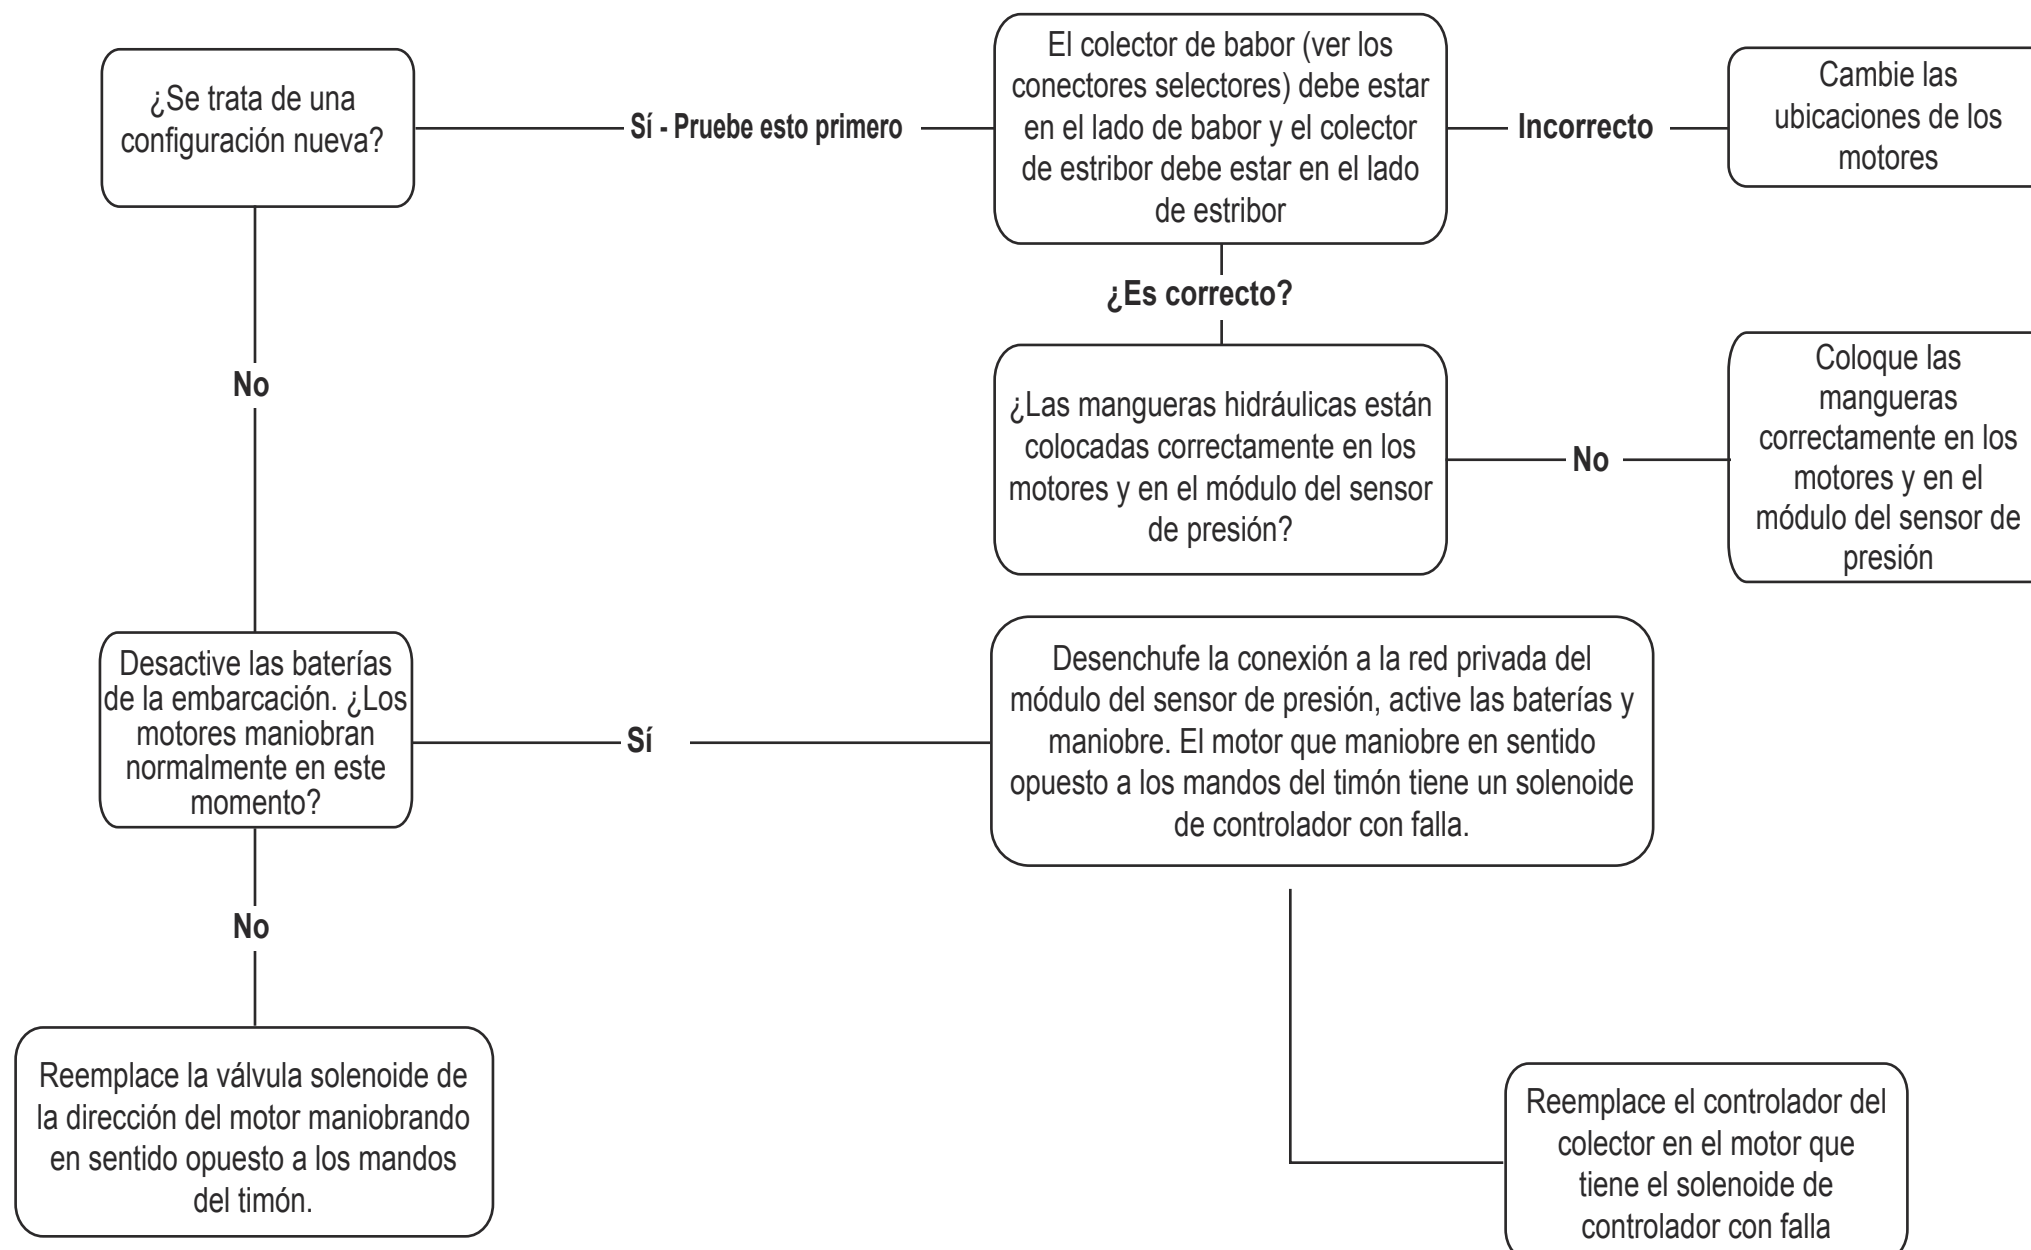 ¿Se trata de una
configuración nueva?
Sí - Pruebe esto primero
El colector de babor (ver los
conectores selectores) debe estar
en el lado de babor y el colector
de estribor debe estar en el lado
de estribor
Incorrecto
Cambie las
ubicaciones de los
motores
¿Es correcto?
No
¿Las mangueras hidráulicas están
colocadas correctamente en los
motores y en el módulo del sensor
de presión?
No
Coloque las
mangueras
correctamente en los
motores y en el
módulo del sensor de
presión
Desactive las baterías
de la embarcación. ¿Los
motores maniobran
normalmente en este
momento?
Sí
Desenchufe la conexión a la red privada del
módulo del sensor de presión, active las baterías y
maniobre. El motor que maniobre en sentido
opuesto a los mandos del timón tiene un solenoide
de controlador con falla.
No
Reemplace la válvula solenoide de
la dirección del motor maniobrando
en sentido opuesto a los mandos
del timón.
Reemplace el controlador del
colector en el motor que
tiene el solenoide de
controlador con falla